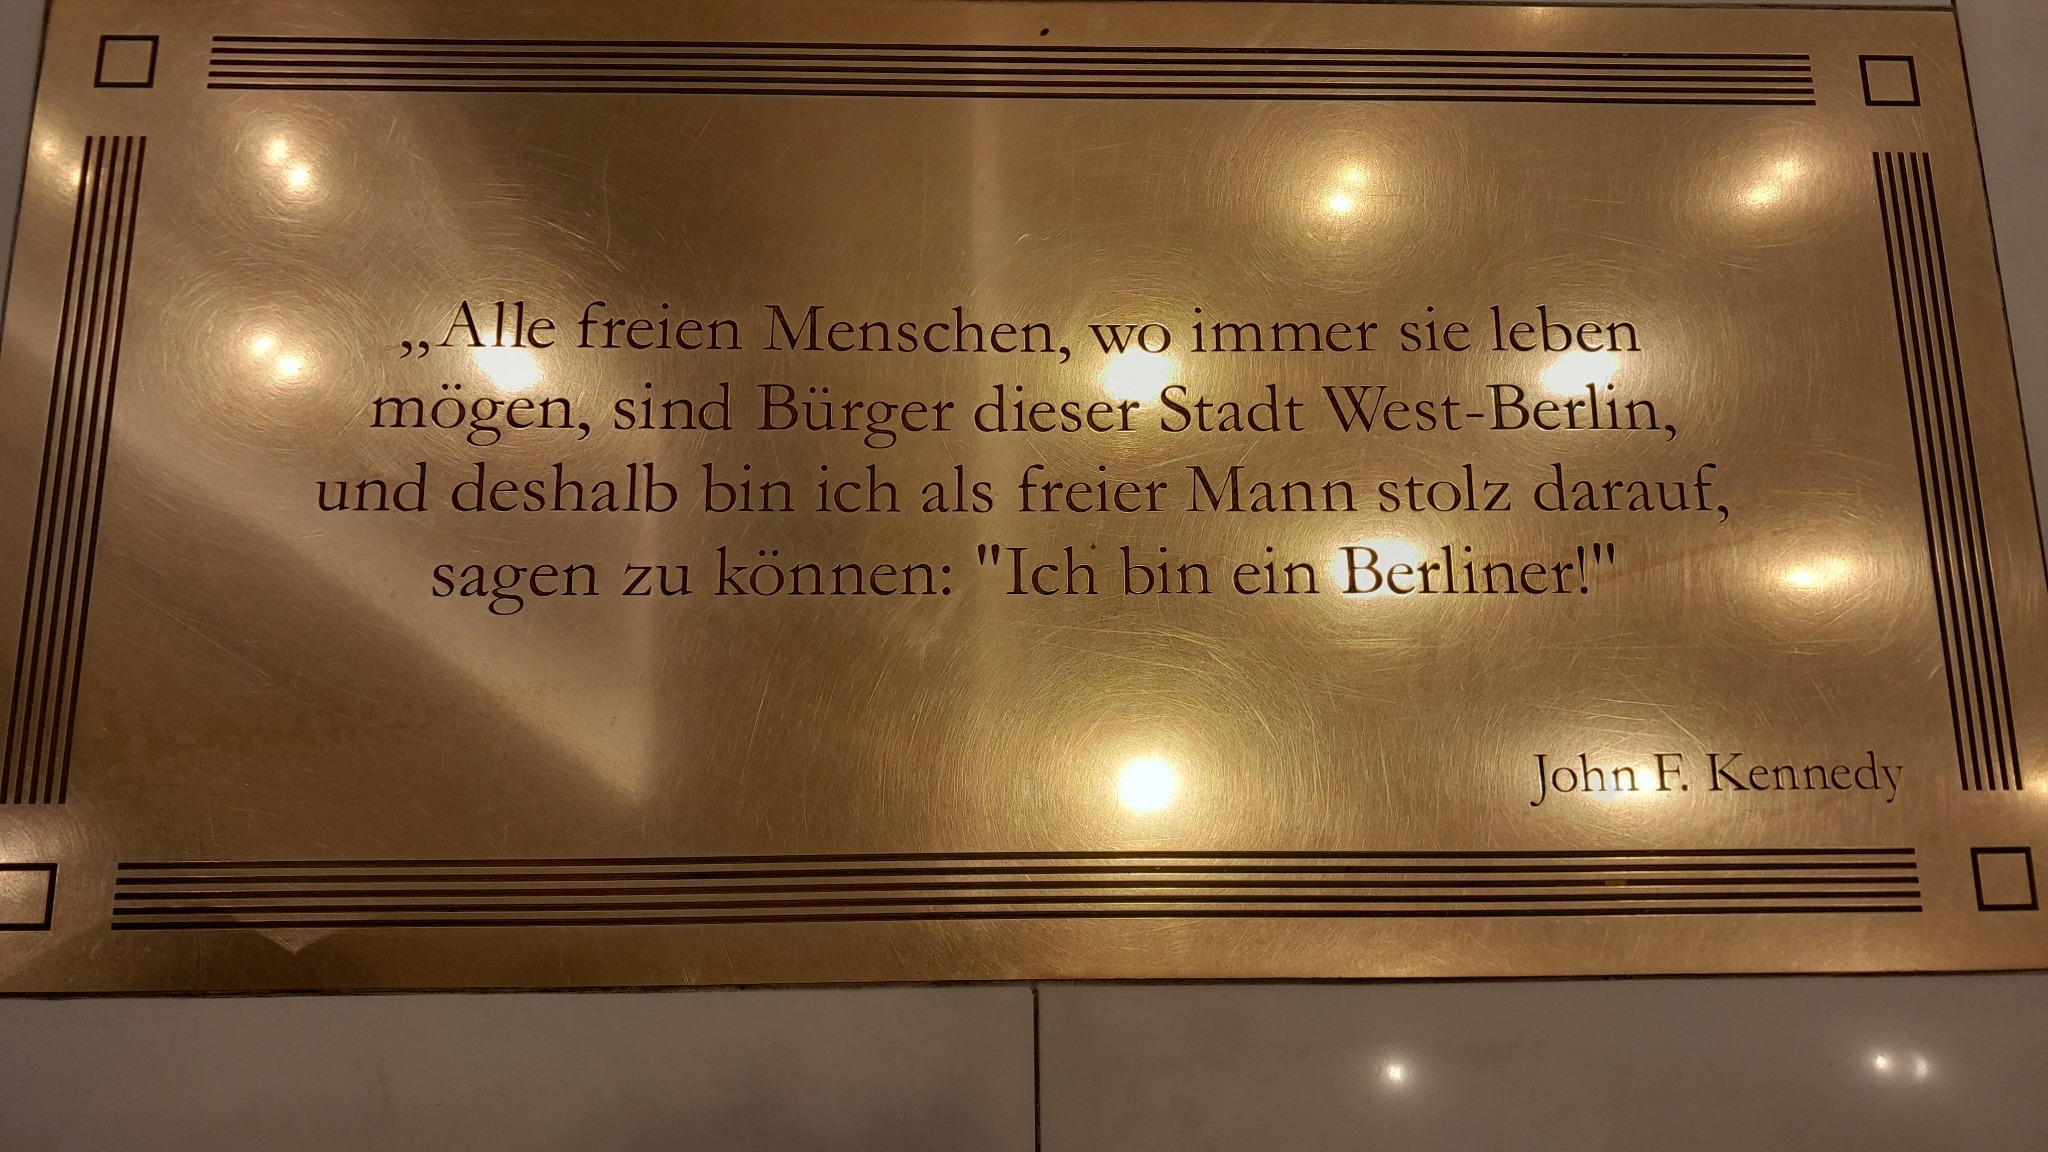 „Alle freien Menschen, wo immer sie leben
mögen, sind Bürger dieser Stadt West-Berlin,
und deshalb bin ich als freier Mann stolz darauf,
sagen zu können: "Ich bin ein Berliner!"
John F. Kennedy